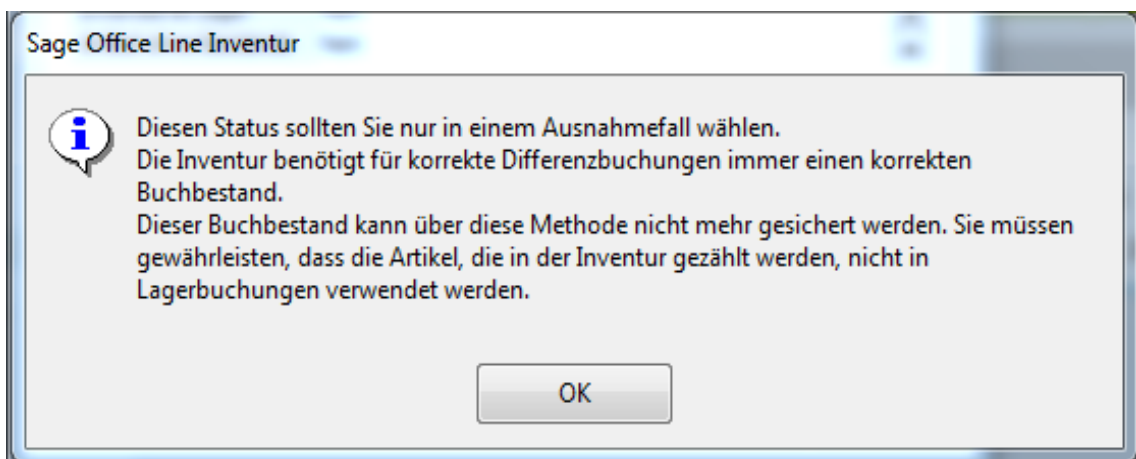 Sage Office Line Inventur
Diesen Status sollten Sie nur in einem Ausnahmefall wählen.
Die Inventur benötigt für korrekte Differenzbuchungen immer einen korrekten
Buchbestand.
Dieser Buchbestand kann über diese Methode nicht mehr gesichert werden. Sie müssen
gewährleisten, dass die Artikel, die in der Inventur gezählt werden, nicht in
Lagerbuchungen verwendet werden.
OK